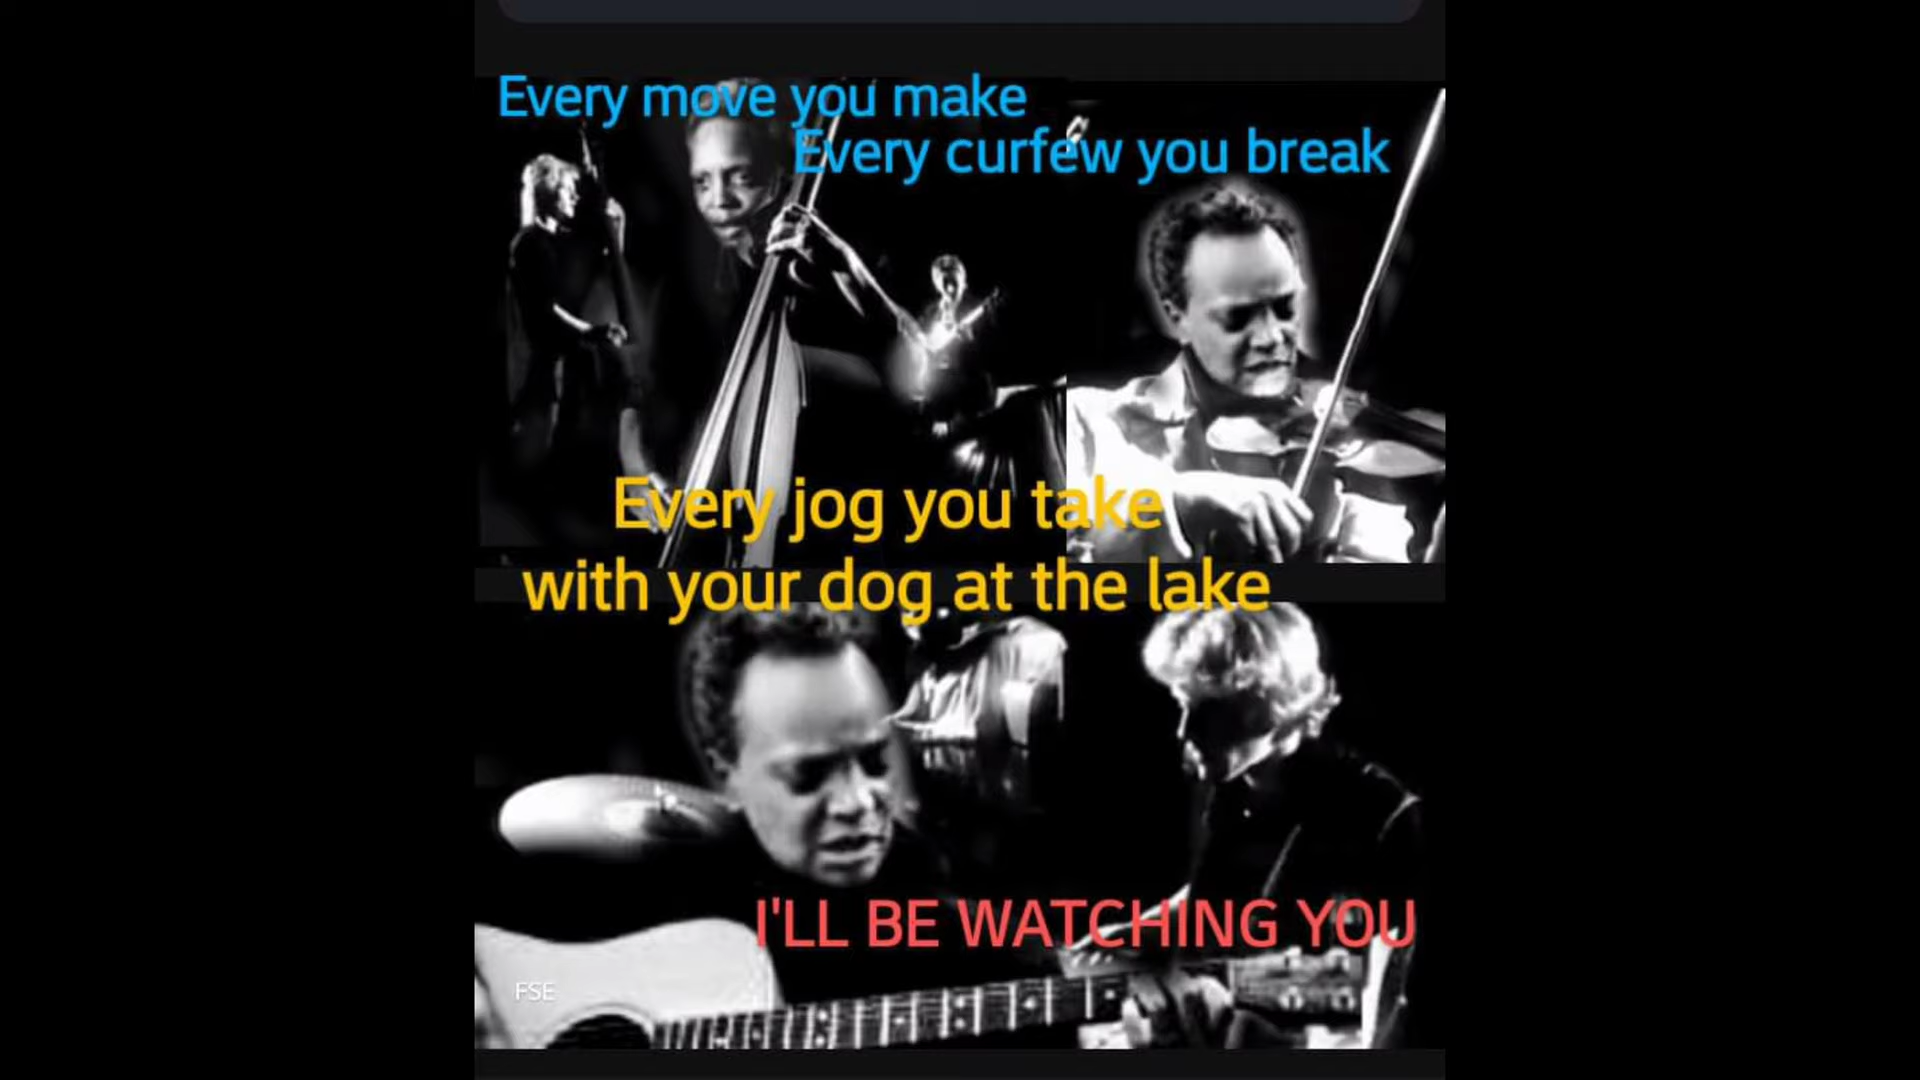 Every move you make
Every curfew you break
Every jog you take
with your dog at the lake
I'LL BE WATCHING YOU
FSE